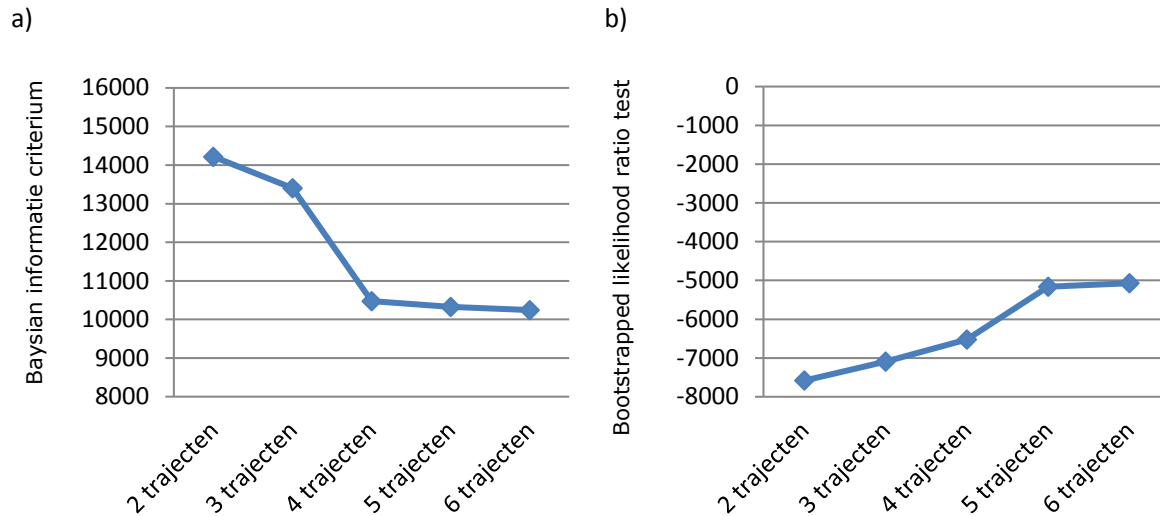 a)
Baysian informatie criterium
16000
15000
14000
13000
12000
11000
10000
9000
8000
2 trajecten
3 trajecten
4 trajecten
5 trajecten
6 trajecten
b)
Bootstrapped likelihood ratio test
0
-1000
-2000
-3000
-4000
-5000
-6000
-7000
-8000
2 trajecten
3 trajecten
4 trajecten
5 trajecten
6 trajecten